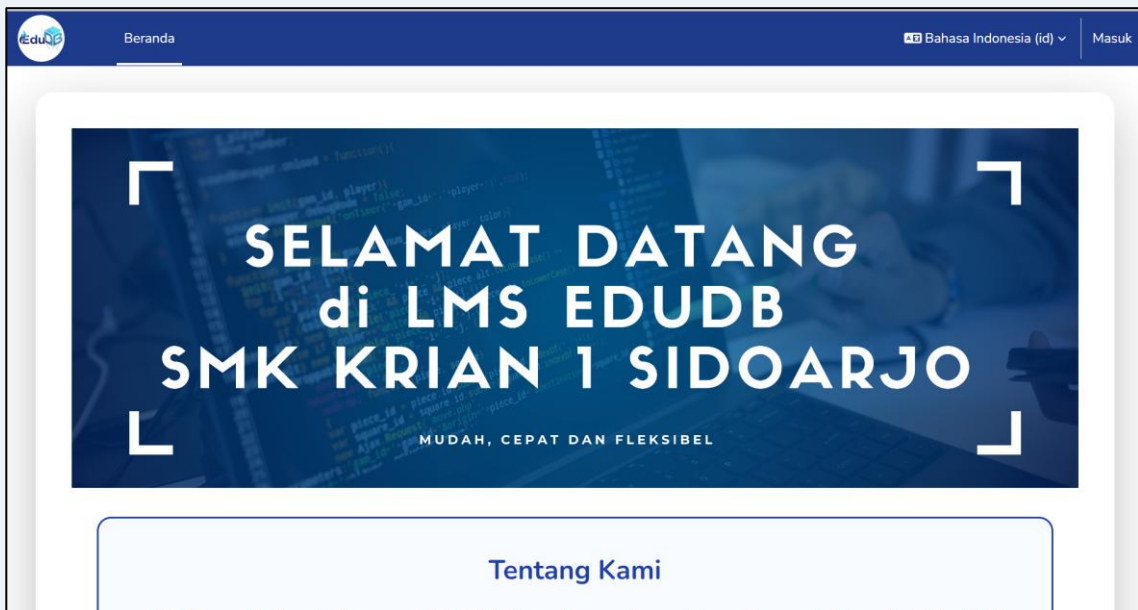 EduDB
Beranda
Bahasa Indonesia (id)
Masuk
SELAMAT DATANG
di LMS EDUDB
SMK KRIAN 1 SIDOARJO
MUDAH, CEPAT DAN FLEKSIBEL
Tentang Kami